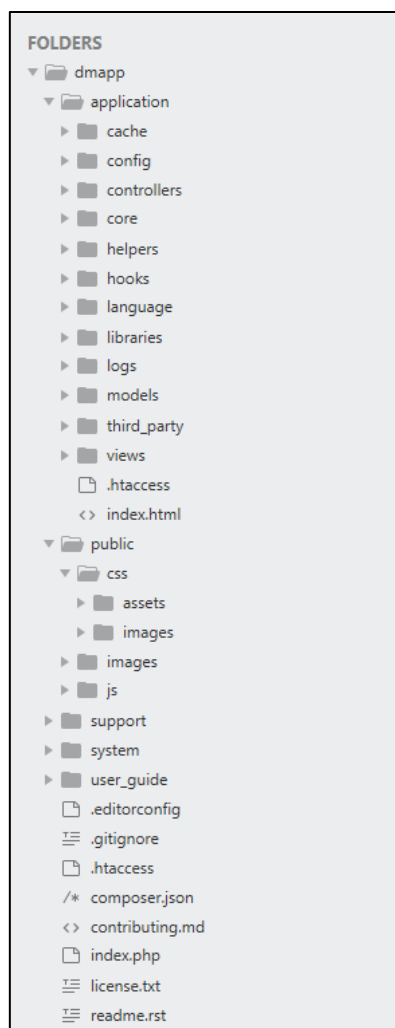 FOLDERS
dmapp
application
cache
config
controllers
core
helpers
hooks
language
libraries
logs
models
third_party
views
.htaccess
<> index.html
public
css
assets
images
images
js
support
system
user_guide
.editorconfig
.gitignore
.htaccess
/* composer.json
<> contributing.md
index.php
license.txt
readme.rst